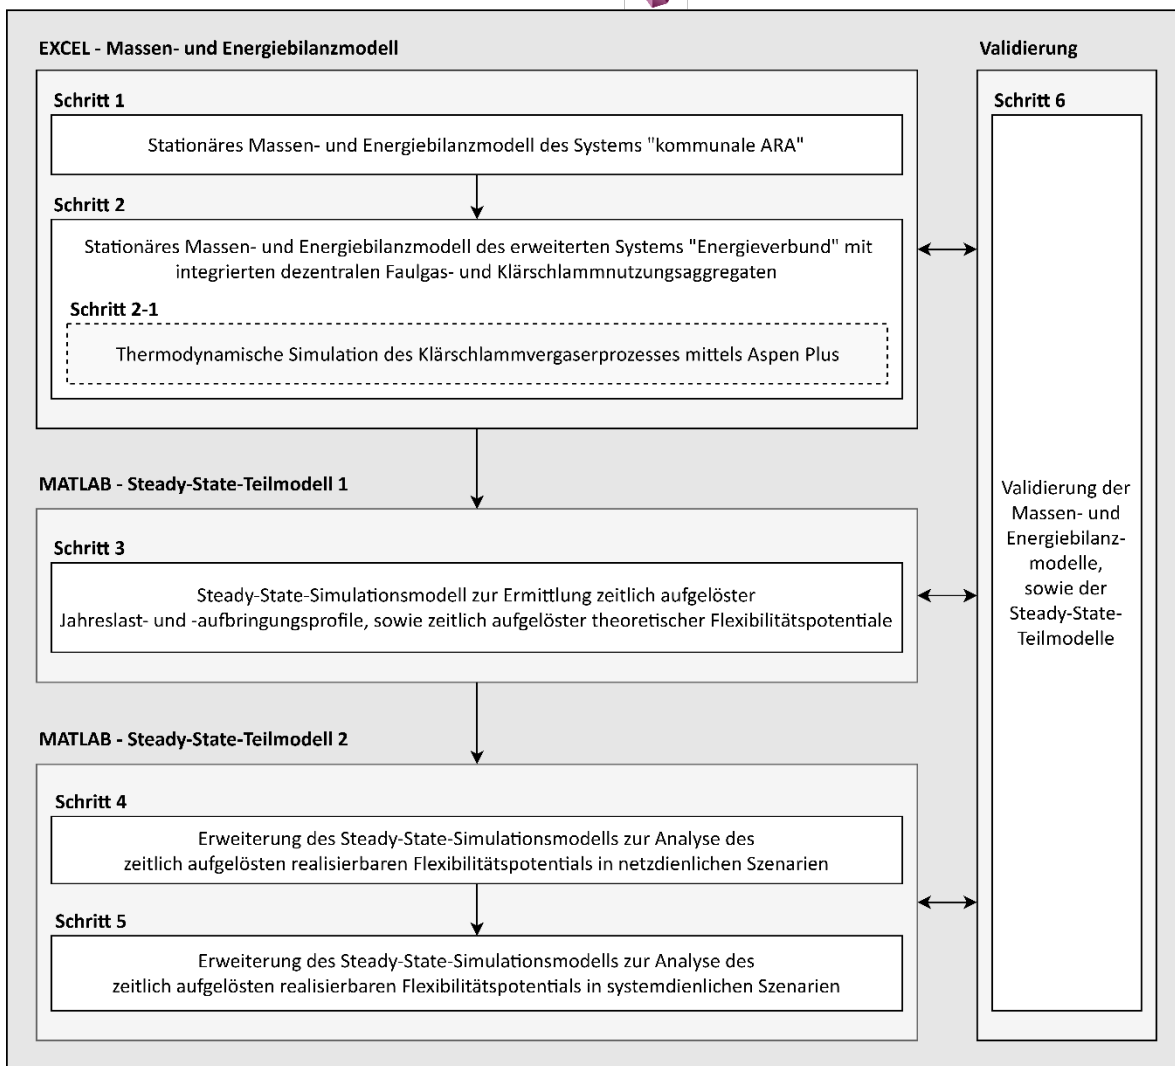 EXCEL - Massen- und Energiebilanzmodell
Schritt 1
Stationäres Massen- und Energiebilanzmodell des Systems "kommunale ARA"
Schritt 2
Stationäres Massen- und Energiebilanzmodell des erweiterten Systems "Energieverbund" mit
integrierten dezentralen Faulgas- und Klärschlammnutzungsaggregaten
Schritt 2-1
Thermodynamische Simulation des Klärschlammvergaserprozesses mittels Aspen Plus
MATLAB - Steady-State-Teilmodell 1
Schritt 3
Steady-State-Simulationsmodell zur Ermittlung zeitlich aufgelöster
Jahreslast- und -aufbringungsprofile, sowie zeitlich aufgelöster theoretischer Flexibilitätspotentiale
MATLAB - Steady-State-Teilmodell 2
Schritt 4
Erweiterung des Steady-State-Simulationsmodells zur Analyse des
zeitlich aufgelösten realisierbaren Flexibilitätspotentials in netzdienlichen Szenarien
Schritt 5
Erweiterung des Steady-State-Simulationsmodells zur Analyse des
zeitlich aufgelösten realisierbaren Flexibilitätspotentials in systemdienlichen Szenarien
Validierung
Schritt 6
Validierung der
Massen- und
Energiebilanz-
modelle,
sowie der
Steady-State-
Teilmodelle